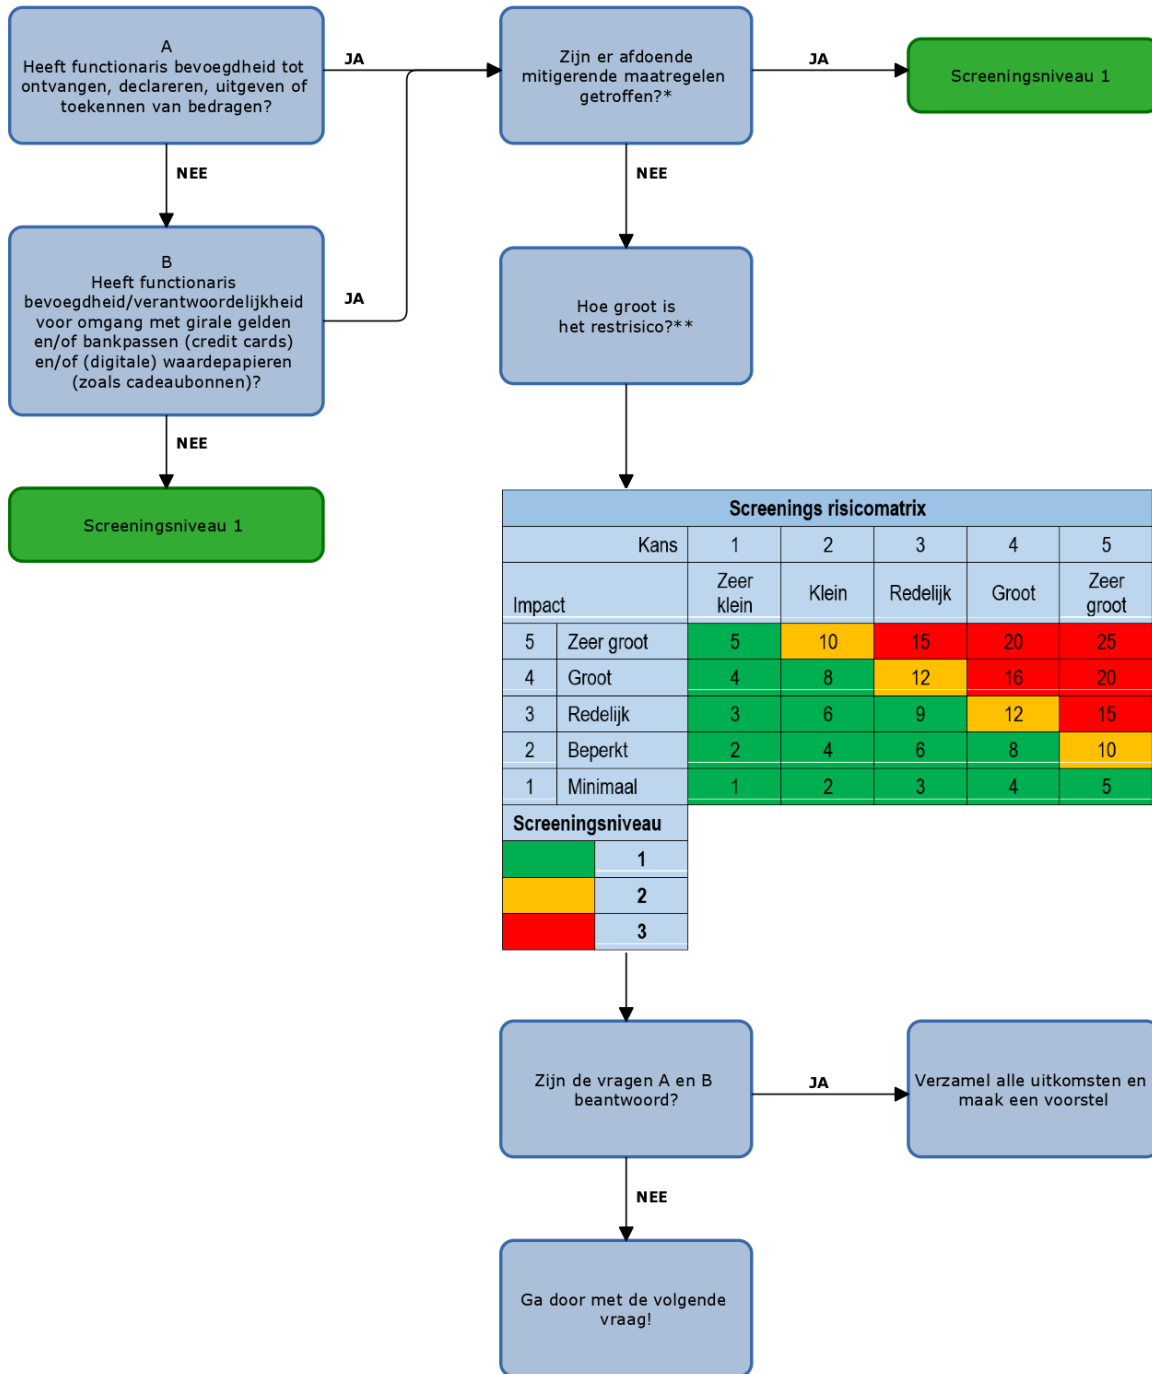 A
Heeft functionaris bevoegdheid tot
ontvangen, declareren, uitgeven of
toekennen van bedragen?
JA
Zijn er afdoende
mitigerende maatregelen
getroffen?*
JA
Screeningsniveau 1
NEE
NEE
B
Heeft functionaris
bevoegdheid/verantwoordelijkheid
voor omgang met girale gelden
en/of bankpassen (credit cards)
en/of (digitale) waardepapieren
(zoals cadeaubonnen)?
JA
Hoe groot is
het restrisico?**
NEE
Screeningsniveau 1
Screenings risicomatrix
Kans 1 2 3 4 5
Impact Zeer klein Klein Redelijk Groot Zeer groot
5 Zeer groot 5 10 15 20 25
4 Groot 4 8 12 16 20
3 Redelijk 3 6 9 12 15
2 Beperkt 2 4 6 8 10
1 Minimaal 1 2 3 4 5
Screeningsniveau
1
2
3
Zijn de vragen A en B
beantwoord?
JA
Verzamel alle uitkomsten en
maak een voorstel
NEE
Ga door met de volgende
vraag!